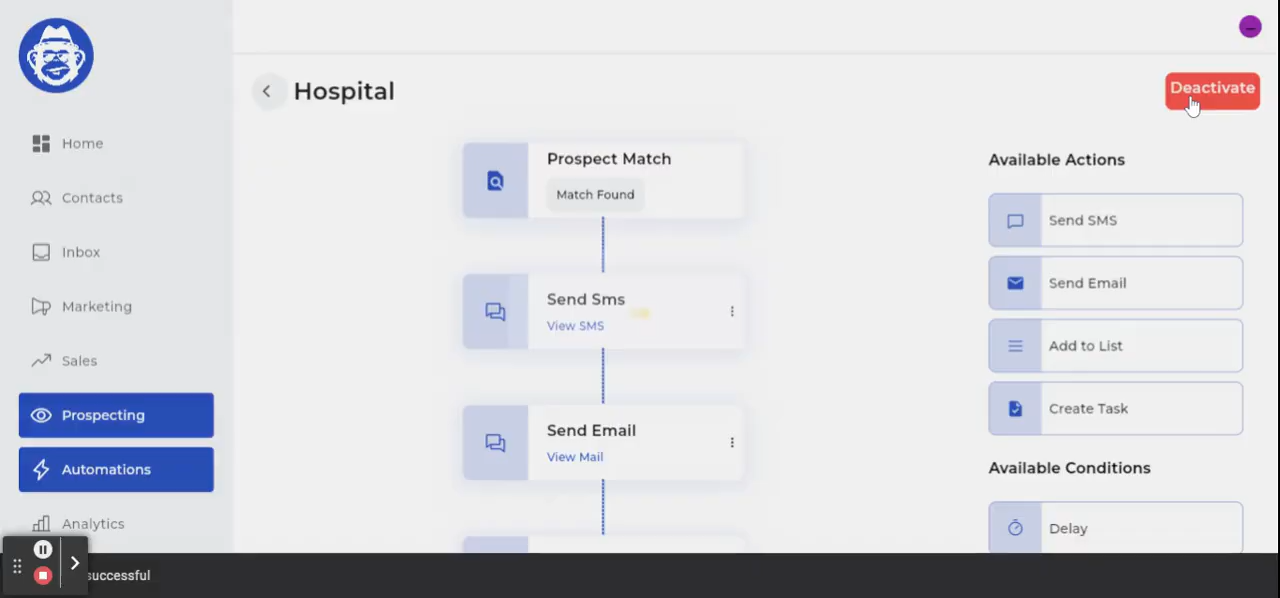 Hospital
Deactivate
Home
Contacts
Inbox
Marketing
Sales
Prospecting
Automations
Analytics
Prospect Match
Match Found
Send Sms
View SMS
Send Email
View Mail
Available Actions
Send SMS
Send Email
Add to List
Create Task
Available Conditions
Delay
successful